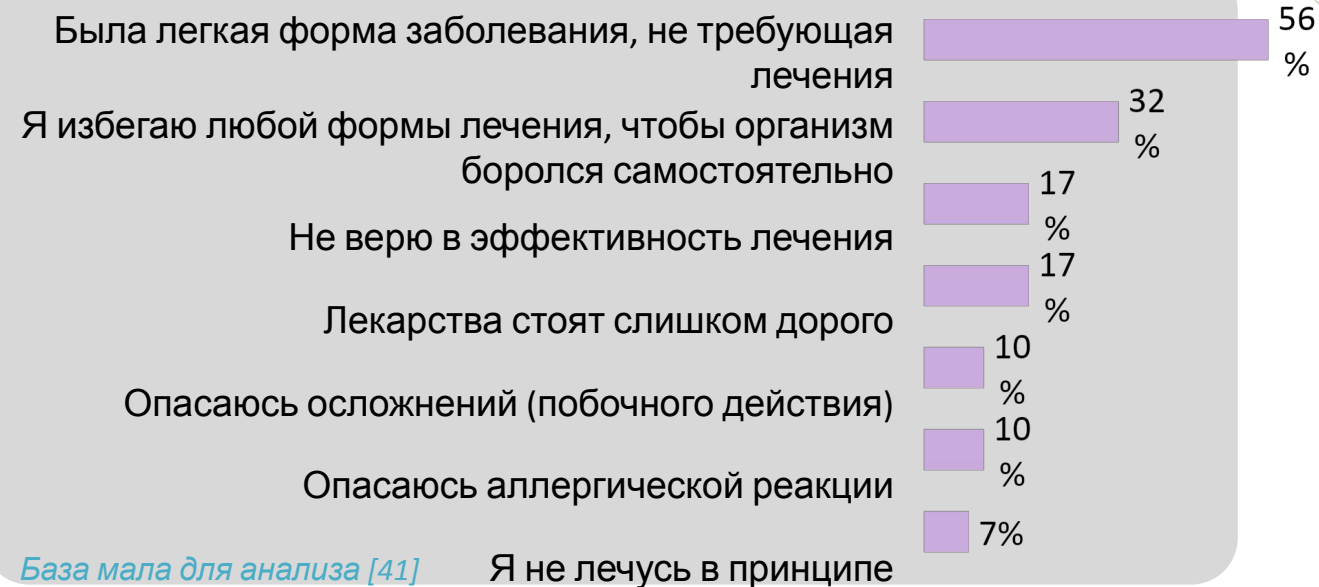 Была легкая форма заболевания, не требующая
лечения
56
%
Я избегаю любой формы лечения, чтобы организм
боролся самостоятельно
32
%
Не верю в эффективность лечения
17
%
Лекарства стоят слишком дорого
17
%
Опасаюсь осложнений (побочного действия)
10
%
Опасаюсь аллергической реакции
10
%
Я не лечусь в принципе
7%
База мала для анализа [41]